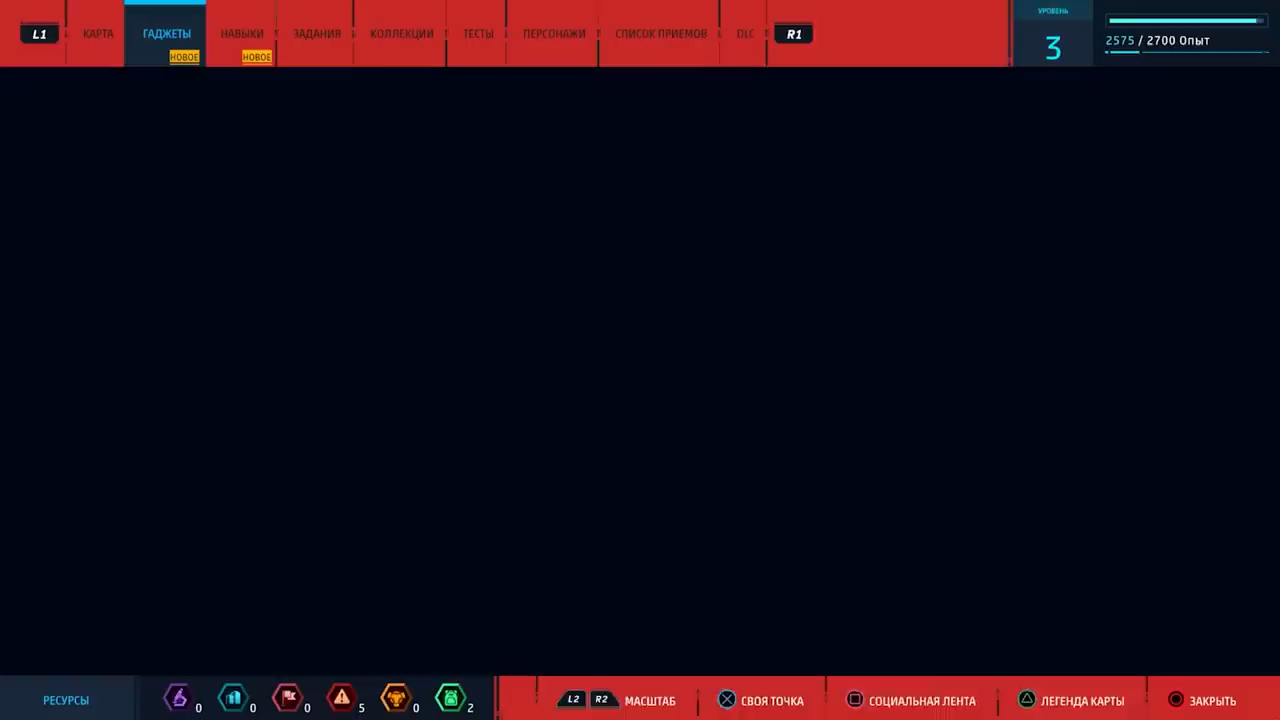 L1 КАРТА ГАДЖЕТЫ НАВЫКИ ЗАДАНИЯ КОЛЛЕКЦИИ ТЕСТЫ ПЕРСОНАЖИ СПИСОК ПРИЕМОВ DLC R1
НОВОЕ НОВОЕ
УРОВЕНЬ
3
2575 / 2700 Опыт
РЕСУРСЫ 0 0 0 5 0 2 L2 R2 МАСШТАБ СВОЯ ТОЧКА СОЦИАЛЬНАЯ ЛЕНТА ЛЕГЕНДА КАРТЫ ЗАКРЫТЬ